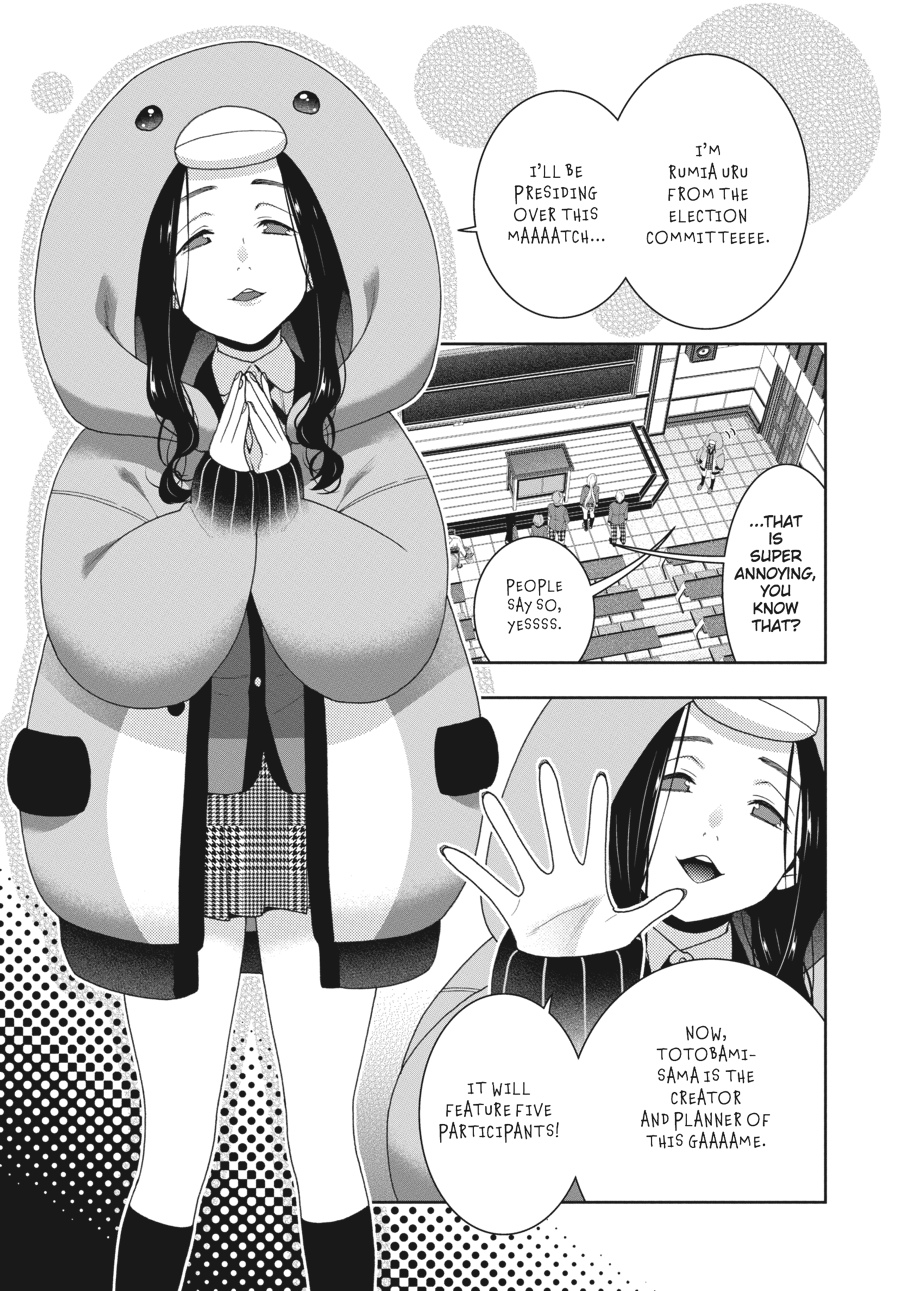 I'M
RUMIA URU
FROM THE
ELECTION
COMMITTEEEE.
I'LL BE
PRESIDING
OVER THIS
MAAAATCH...
...THAT
IS
SUPER
ANNOYING,
YOU
KNOW
THAT?
PEOPLE
SAY SO,
YESSSS.
NOW,
TOTOBAMI-
SAMA IS THE
CREATOR
AND PLANNER OF
THIS GAAAAME.
IT WILL
FEATURE FIVE
PARTICIPANTS!